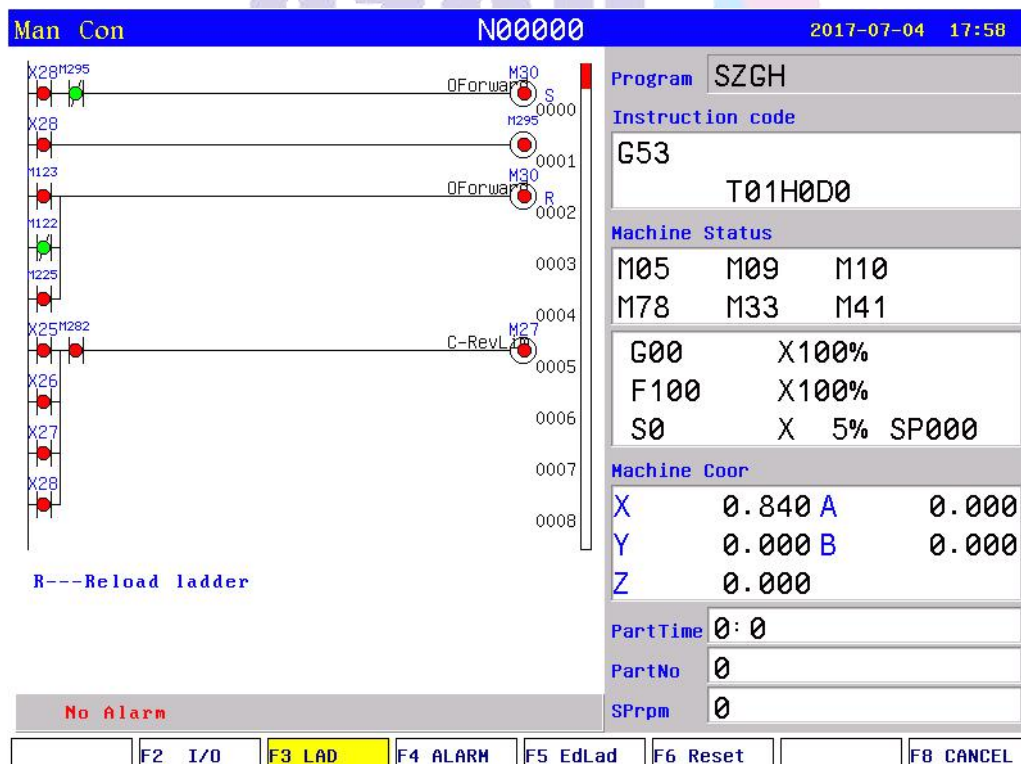 Man Con N00000 2017-07-04 17:58
X28 M295 OForward M30 S
0000
X28 M295
0001
M123 OForward M30 R
0002
M122
0003
M225
0004
X25 M282 C-RevLim M27
0005
X26
0006
X27
0007
X28
0008
R---Reload ladder
No Alarm
Program SZGH
Instruction code
G53
T01H0D0
Machine Status
M05 M09 M10
M78 M33 M41
G00 X100%
F100 X100%
S0 X 5% SP000
Machine Coor
X 0.840 A 0.000
Y 0.000 B 0.000
Z 0.000
PartTime 0: 0
PartNo 0
SPrpm 0
F2 I/O F3 LAD F4 ALARM F5 EdLad F6 Reset F8 CANCEL